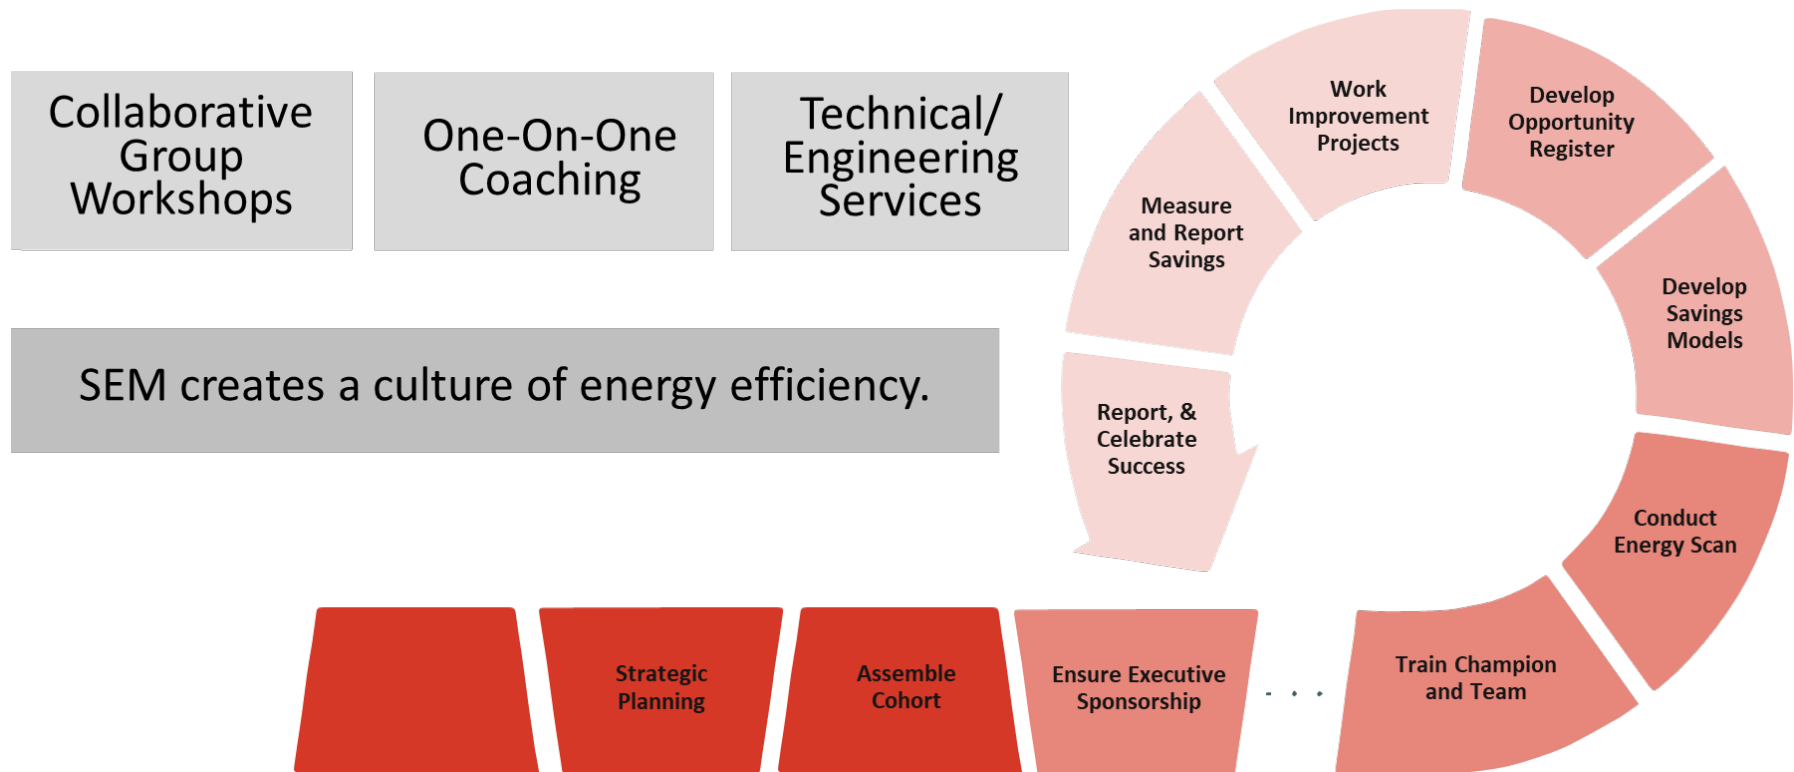 Collaborative
Group
Workshops
One-On-One
Coaching
Technical/
Engineering
Services
SEM creates a culture of energy efficiency.
Strategic
Planning
Assemble
Cohort
Ensure Executive
Sponsorship
. . .
Train Champion
and Team
Conduct
Energy Scan
Develop
Savings
Models
Develop
Opportunity
Register
Work
Improvement
Projects
Measure
and Report
Savings
Report, &
Celebrate
Success